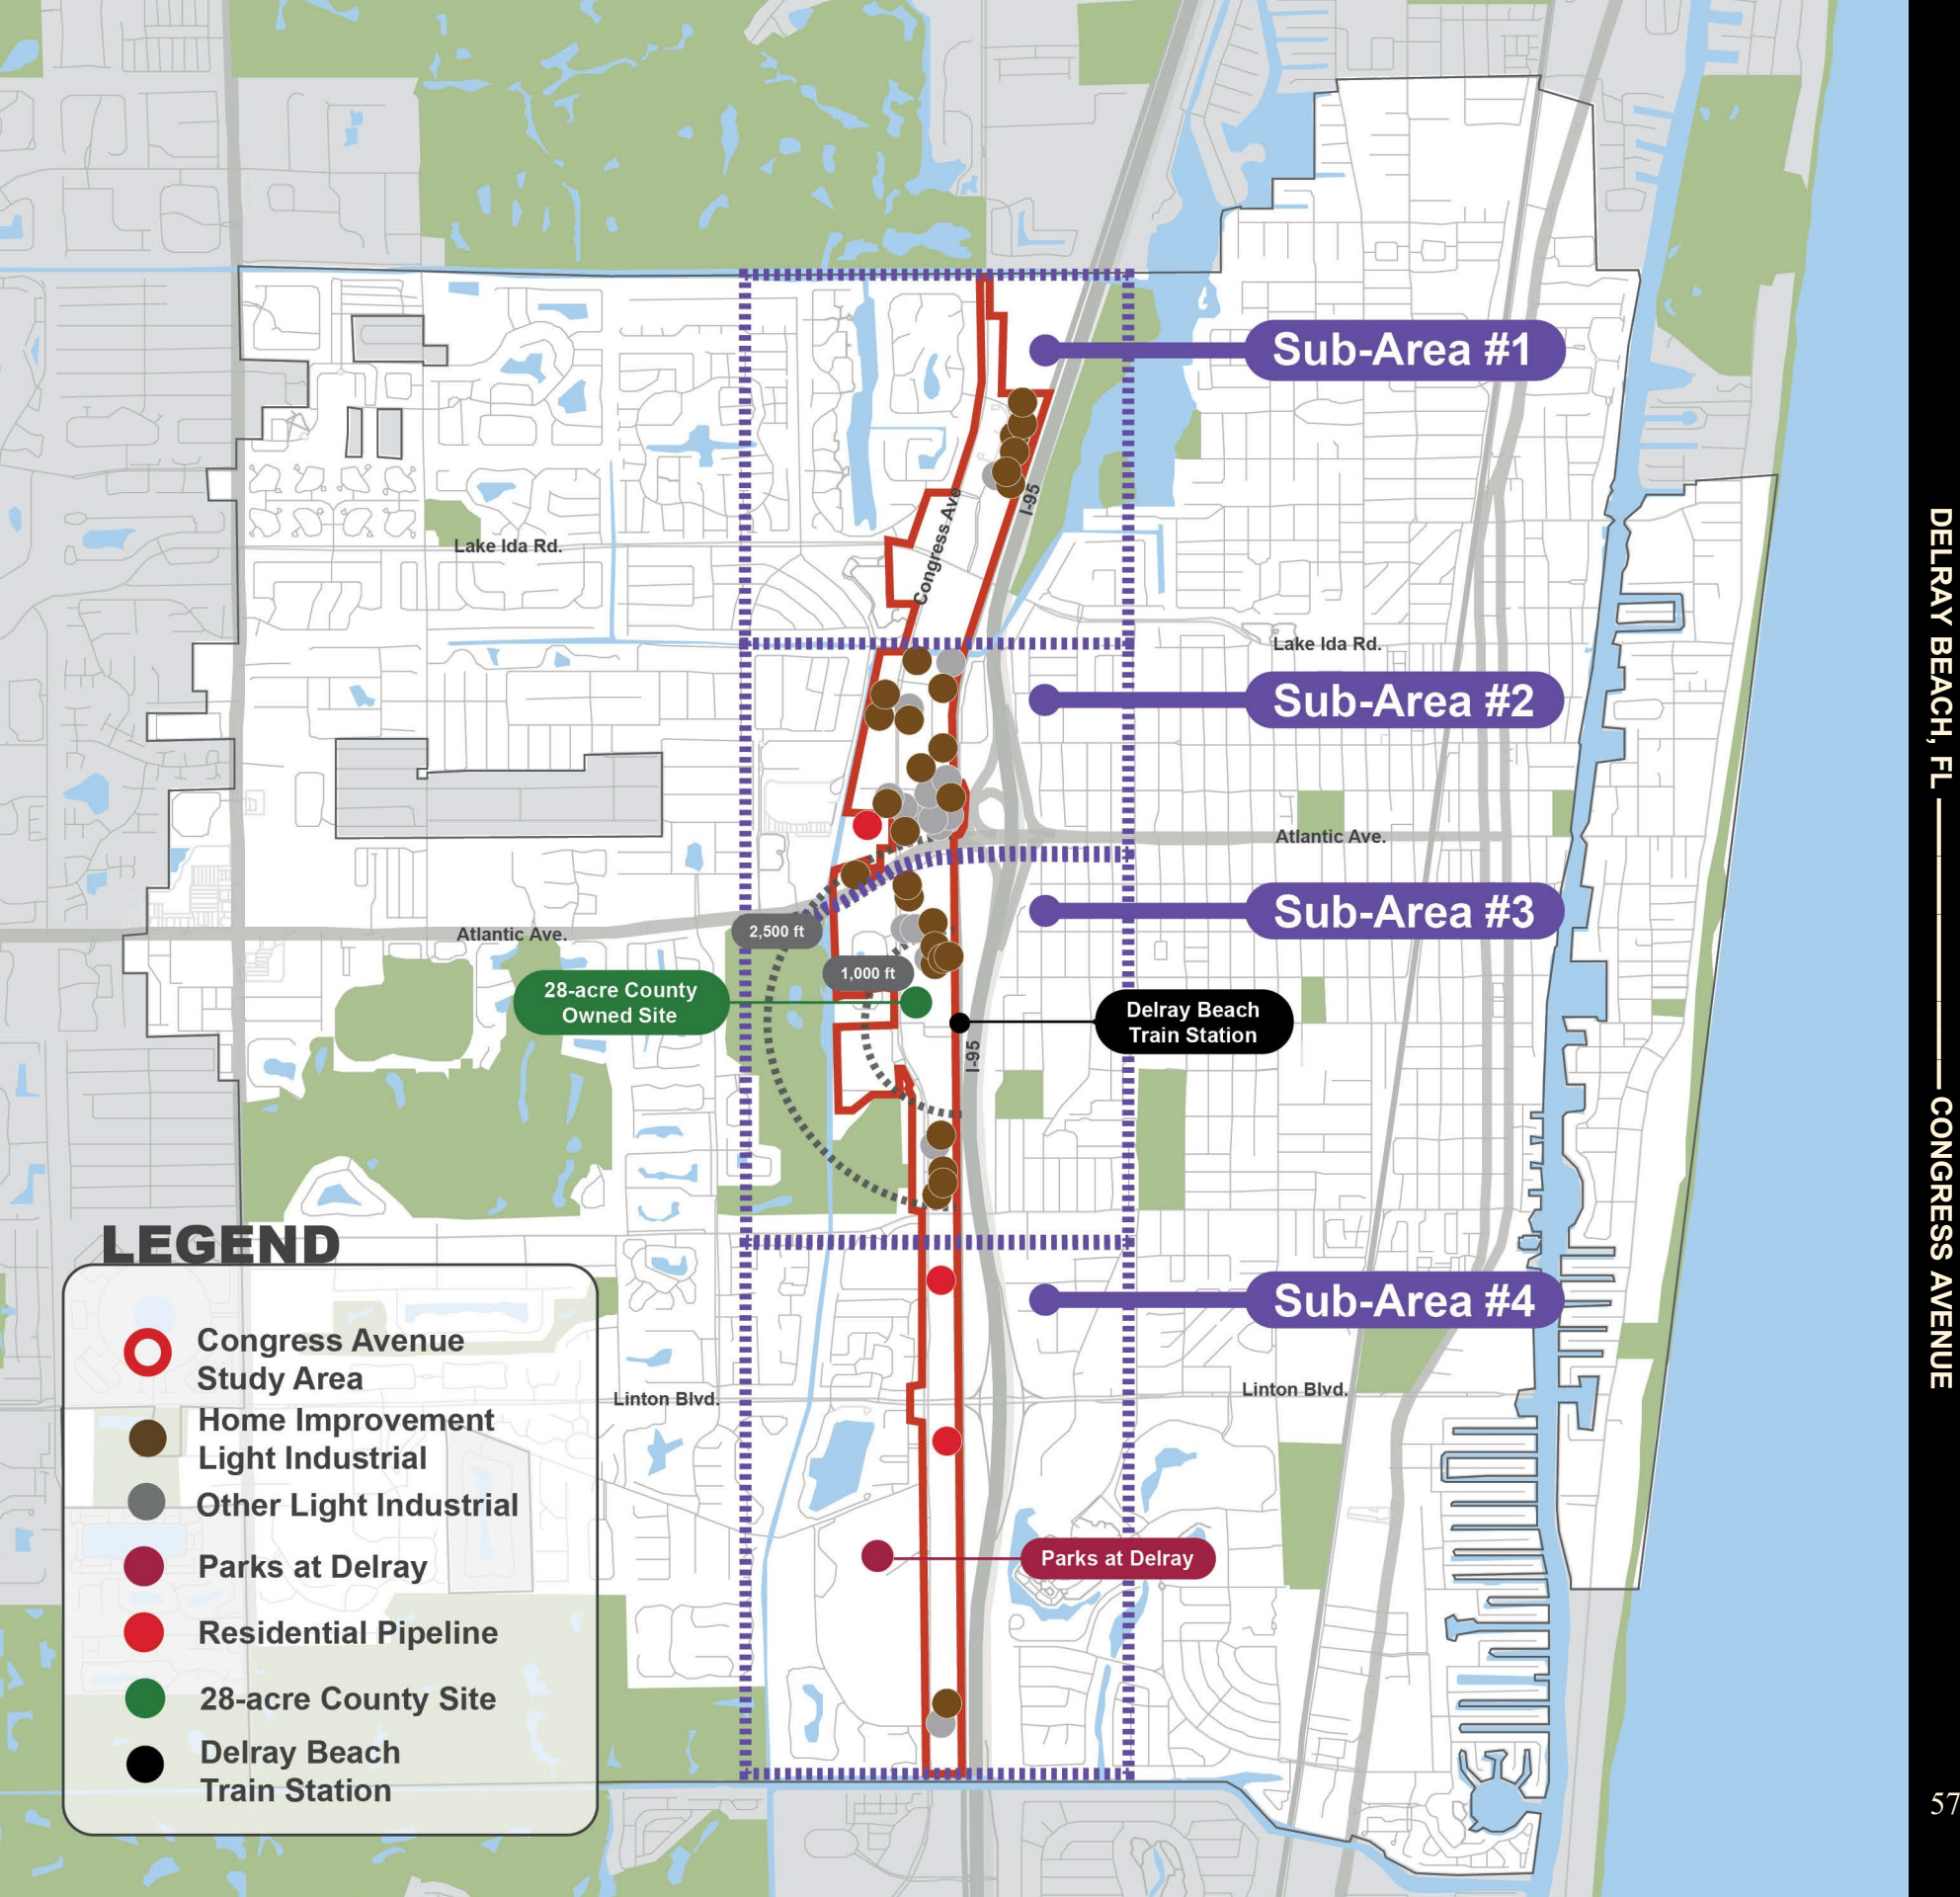 Sub-Area #1
Congress Ave
I-95
Lake Ida Rd.
Lake Ida Rd.
Sub-Area #2
Atlantic Ave.
Sub-Area #3
2,500 ft
Atlantic Ave.
1,000 ft
28-acre County
Owned Site
Delray Beach
Train Station
I-95
Sub-Area #4
Linton Blvd.
Linton Blvd.
Parks at Delray
LEGEND
Congress Avenue
Study Area
Home Improvement
Light Industrial
Other Light Industrial
Parks at Delray
Residential Pipeline
28-acre County Site
Delray Beach
Train Station
DELRAY BEACH, FL
CONGRESS AVENUE
57